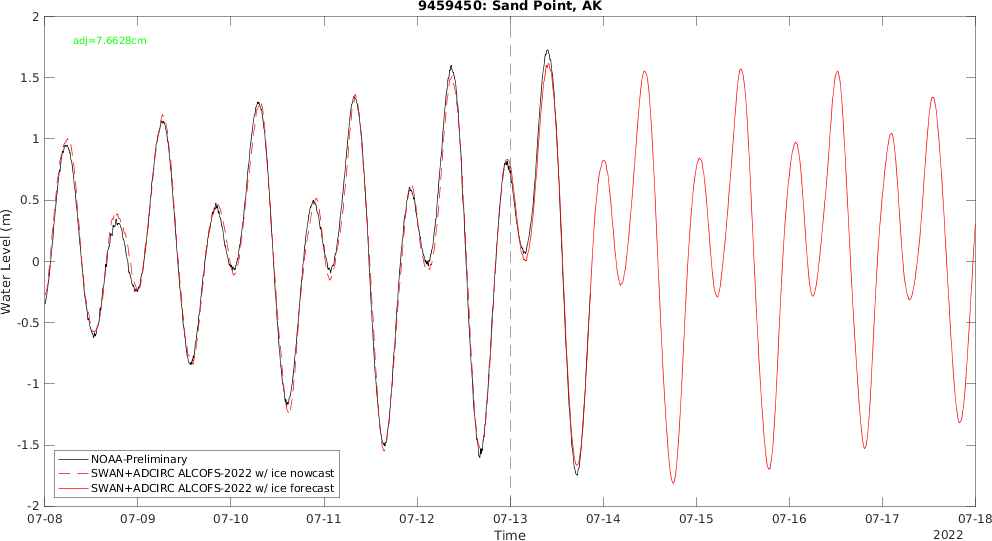 9459450: Sand Point, AK
adj=7.6628cm
2
1.5
1
0.5
0
-0.5
-1
-1.5
-2
Water Level (m)
NOAA-Preliminary
SWAN+ADCIRC ALCOFS-2022 w/ ice nowcast
SWAN+ADCIRC ALCOFS-2022 w/ ice forecast
07-08 07-09 07-10 07-11 07-12 07-13 07-14 07-15 07-16 07-17 07-18
Time
2022